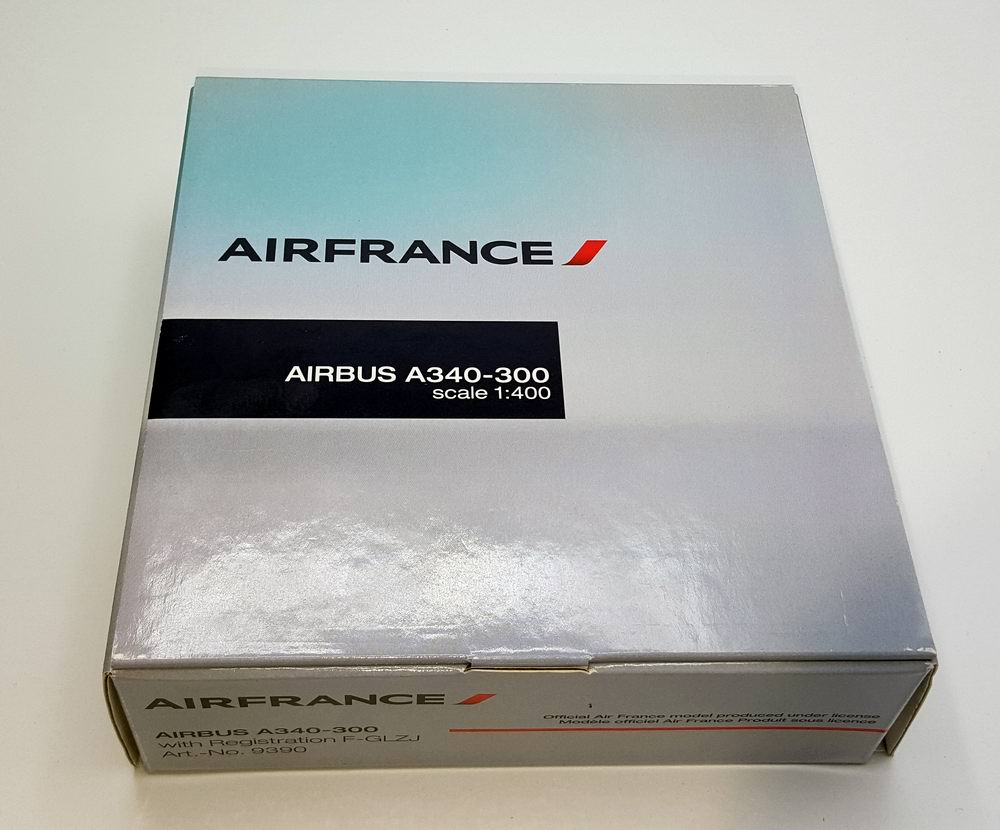 AIRFRANCE
AIRBUS A340-300
scale 1:400
AIRFRANCE
AIRBUS A340-300
with Registration F-GLZJ
Art.-No. 9390
Official Air France model produced under license
Modèle officiel Air France Produit sous licence